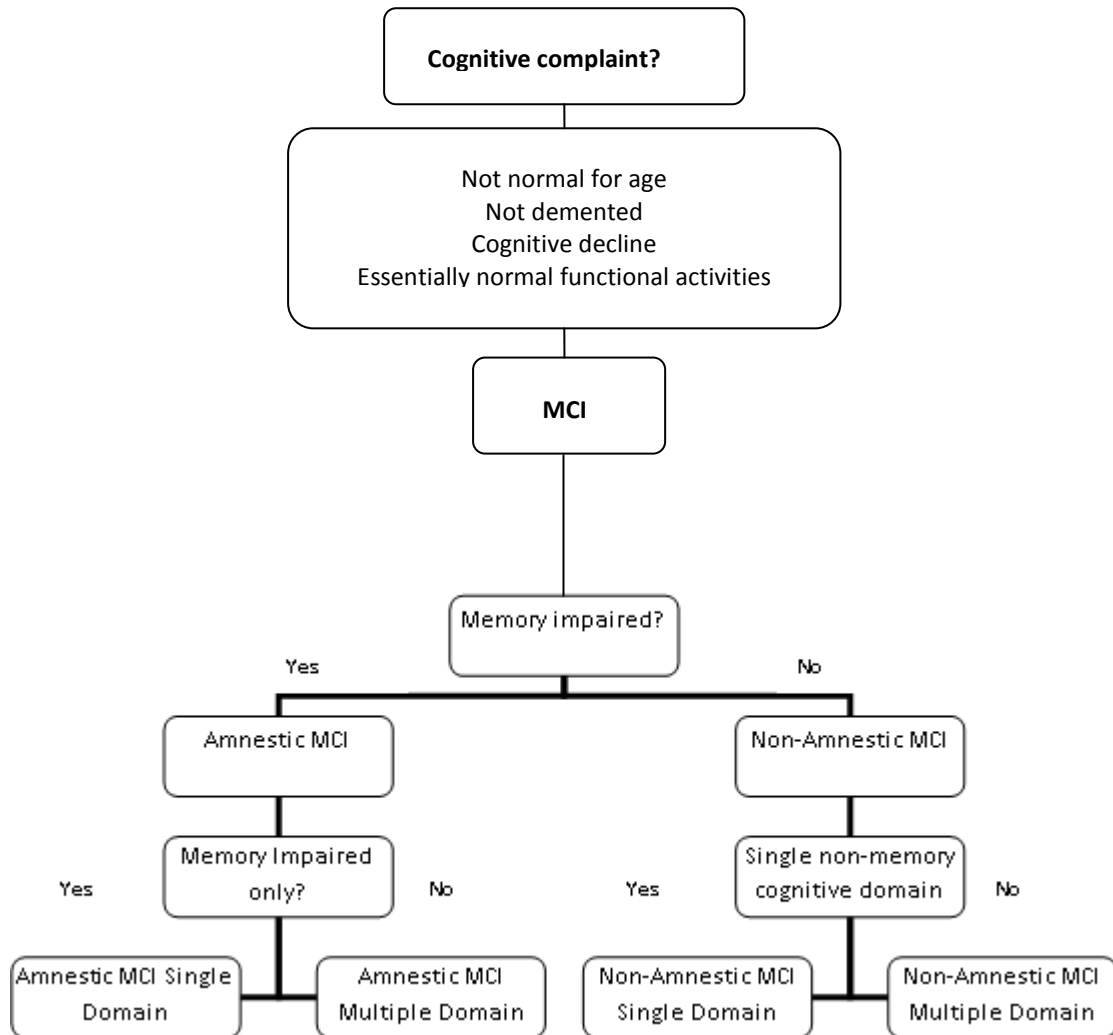 Cognitive complaint?
Not normal for age
Not demented
Cognitive decline
Essentially normal functional activities
MCI
Memory impaired?
Yes
No
Amnestic MCI
Non-Amnestic MCI
Memory Impaired
only?
Single non-memory
cognitive domain
Yes
No
Yes
No
Amnestic MCI Single
Domain
Amnestic MCI
Multiple Domain
Non-Amnestic MCI
Single Domain
Non-Amnestic MCI
Multiple Domain